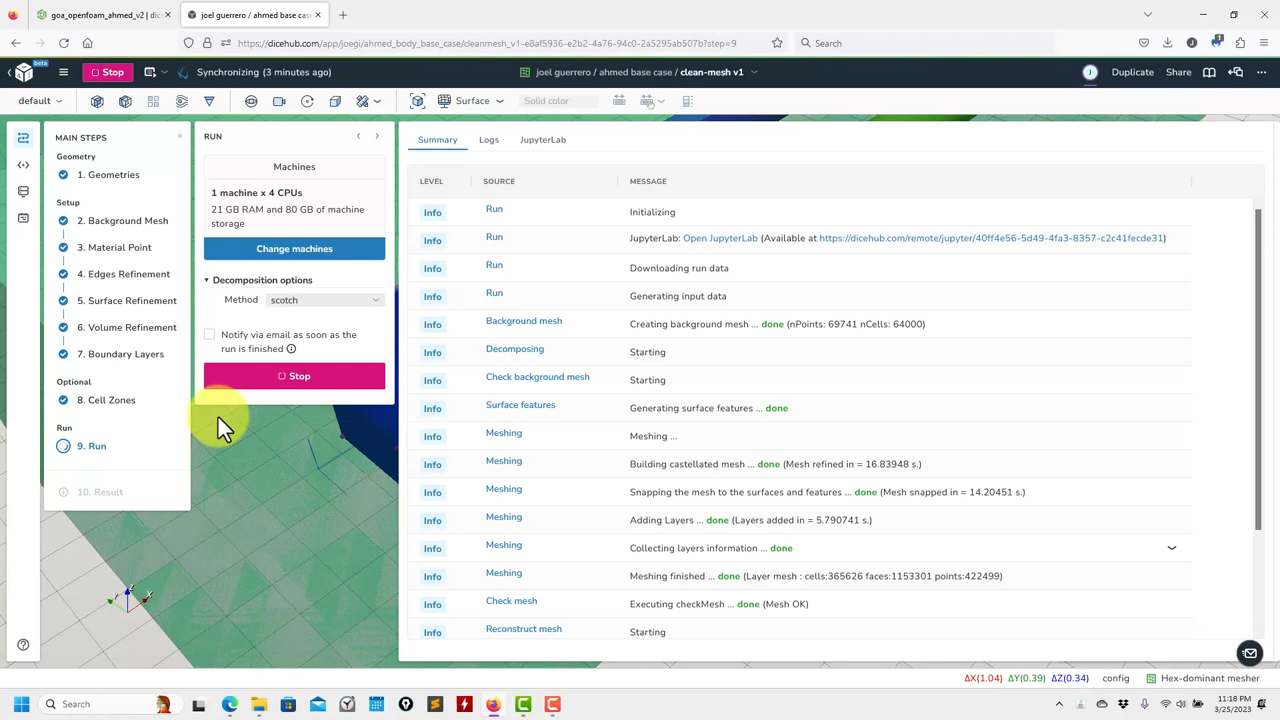 goa_openfoam_ahmed_v2 | dic
joel guerrero / ahmed base cas
https://dicehub.com/app/joegi/ahmed_body_base_case/cleanmesh_v1-e8af5936-
?step=
Search
beta
Stop
Synchronizing (3 minutes ago)
joel guerrero / ahmed base case / clean-mesh v1
J
Duplicate
Share
default
Surface
Solid color
MAIN STEPS
Geometry
1. Geometries
Setup
2. Background Mesh
3. Material Point
4. Edges Refinement
5. Surface Refinement
6. Volume Refinement
7. Boundary Layers
Optional
8. Cell Zones
Run
9. Run
10. Result
RUN
Machines
1 machine x 4 CPUs
21 GB RAM and 80 GB of machine
storage
Change machines
Decomposition options
Method scotch
Notify via email as soon as the
run is finished
Stop
Summary Logs JupyterLab
LEVEL SOURCE MESSAGE
Info Run Initializing
Info Run JupyterLab: Open JupyterLab (Available at https://dicehub.com/remote/jupyter/40ff4e56-5d49-4fa3-8357-c2c41fecde31)
Info Run Downloading run data
Info Run Generating input data
Info Background mesh Creating background mesh ... done (nPoints: 69741 nCells: 64000)
Info Decomposing Starting
Info Check background mesh Starting
Info Surface features Generating surface features ... done
Info Meshing Meshing ...
Info Meshing Building castellated mesh ... done (Mesh refined in = 16.83948 s.)
Info Meshing Snapping the mesh to the surfaces and features ... done (Mesh snapped in = 14.20451 s.)
Info Meshing Adding Layers ... done (Layers added in = 5.790741 s.)
Info Meshing Collecting layers information ... done
Info Meshing Meshing finished ... done (Layer mesh : cells:365626 faces:1153301 points:422499)
Info Check mesh Executing checkMesh ... done (Mesh OK)
Info Reconstruct mesh Starting
Z
Y
X
ΔX(1.04) ΔY(0.39) ΔZ(0.34) config Hex-dominant mesher
Search
11:18 PM
3/25/2023